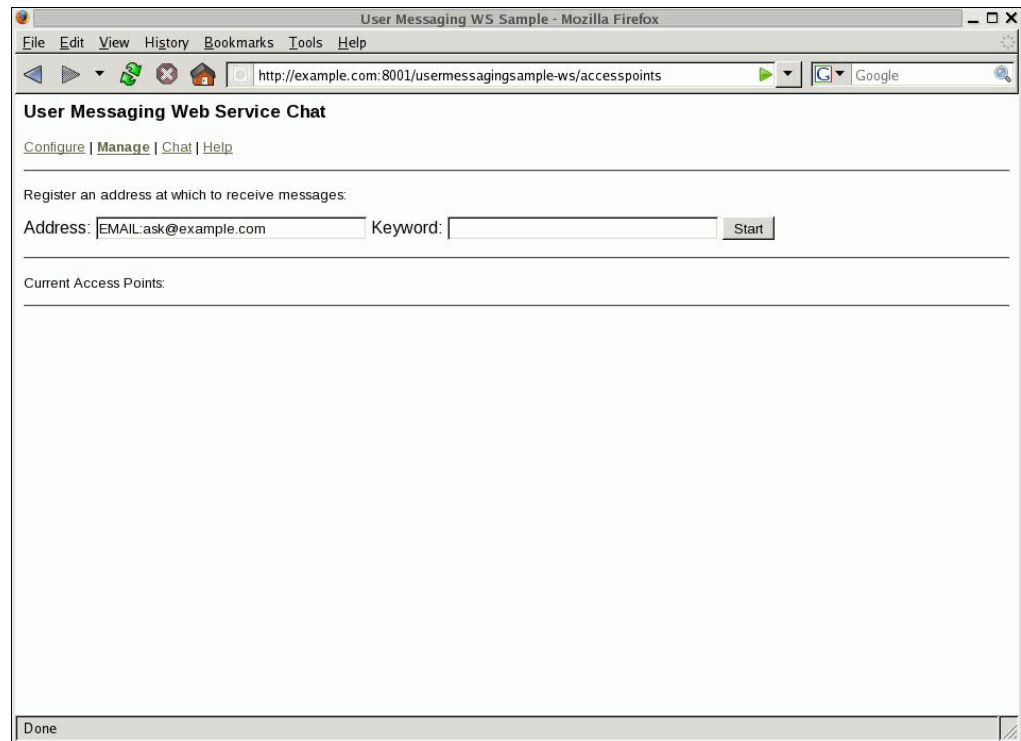 User Messaging WS Sample - Mozilla Firefox
File Edit View History Bookmarks Tools Help
http://example.com:8001/usermessagingsample-ws/accesspoints G Google
User Messaging Web Service Chat
Configure | Manage | Chat | Help
Register an address at which to receive messages:
Address: EMAIL:ask@example.com Keyword: Start
Current Access Points:
Done